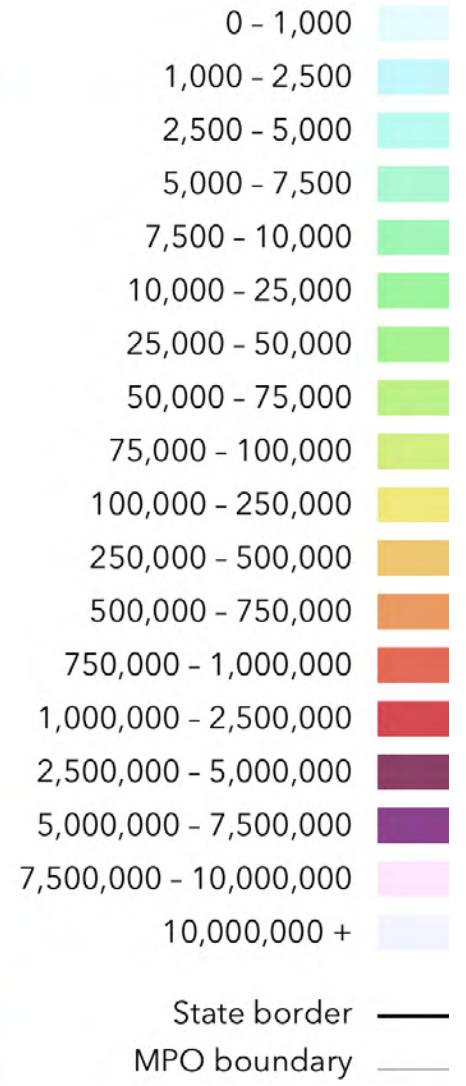 0 – 1,000
1,000 – 2,500
2,500 – 5,000
5,000 – 7,500
7,500 – 10,000
10,000 – 25,000
25,000 – 50,000
50,000 – 75,000
75,000 – 100,000
100,000 – 250,000
250,000 – 500,000
500,000 – 750,000
750,000 – 1,000,000
1,000,000 – 2,500,000
2,500,000 – 5,000,000
5,000,000 – 7,500,000
7,500,000 – 10,000,000
10,000,000 +
State border
MPO boundary